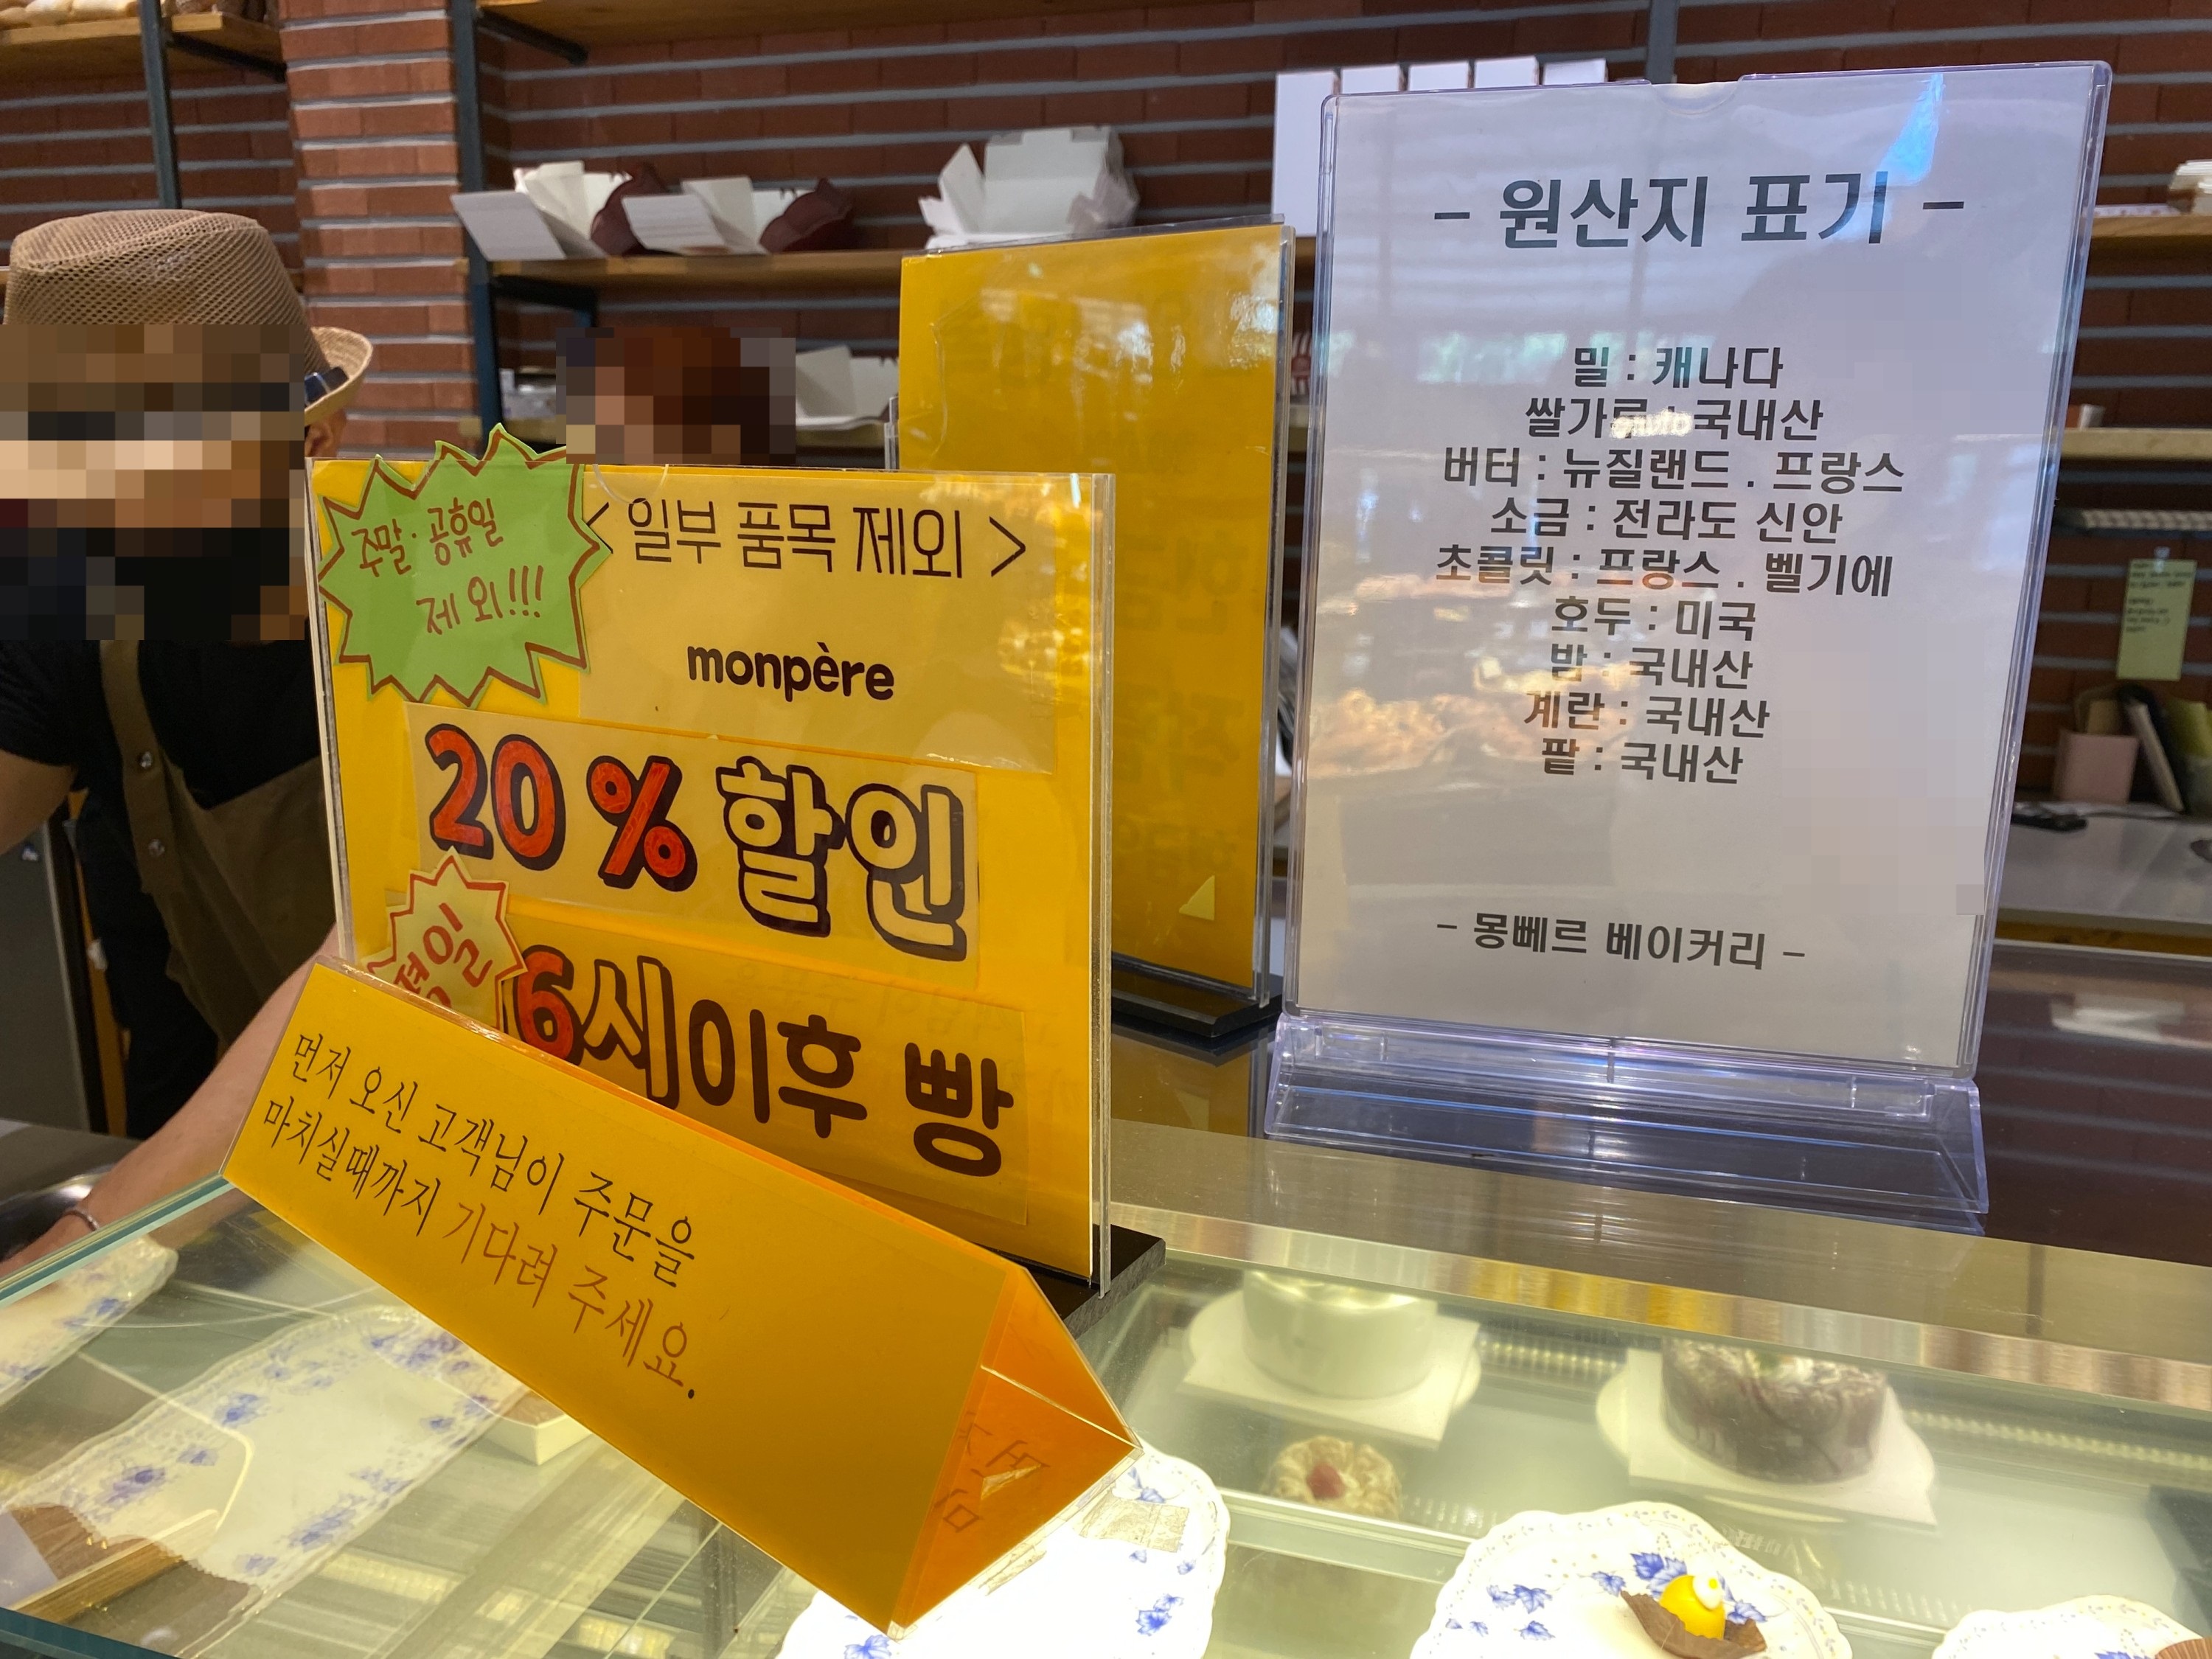 주말·공휴일
제외!!!
< 일부 품목 제외 >
monpère
20 % 할인
평일
6시이후 빵
먼저 오신 고객님이 주문을
마치실때까지 기다려 주세요.
- 원산지 표기 -
밀 : 캐나다
쌀가루 : 국내산
버터 : 뉴질랜드 . 프랑스
소금 : 전라도 신안
초콜릿 : 프랑스 . 벨기에
호두 : 미국
밤 : 국내산
계란 : 국내산
팥 : 국내산
- 몽뻬르 베이커리 -